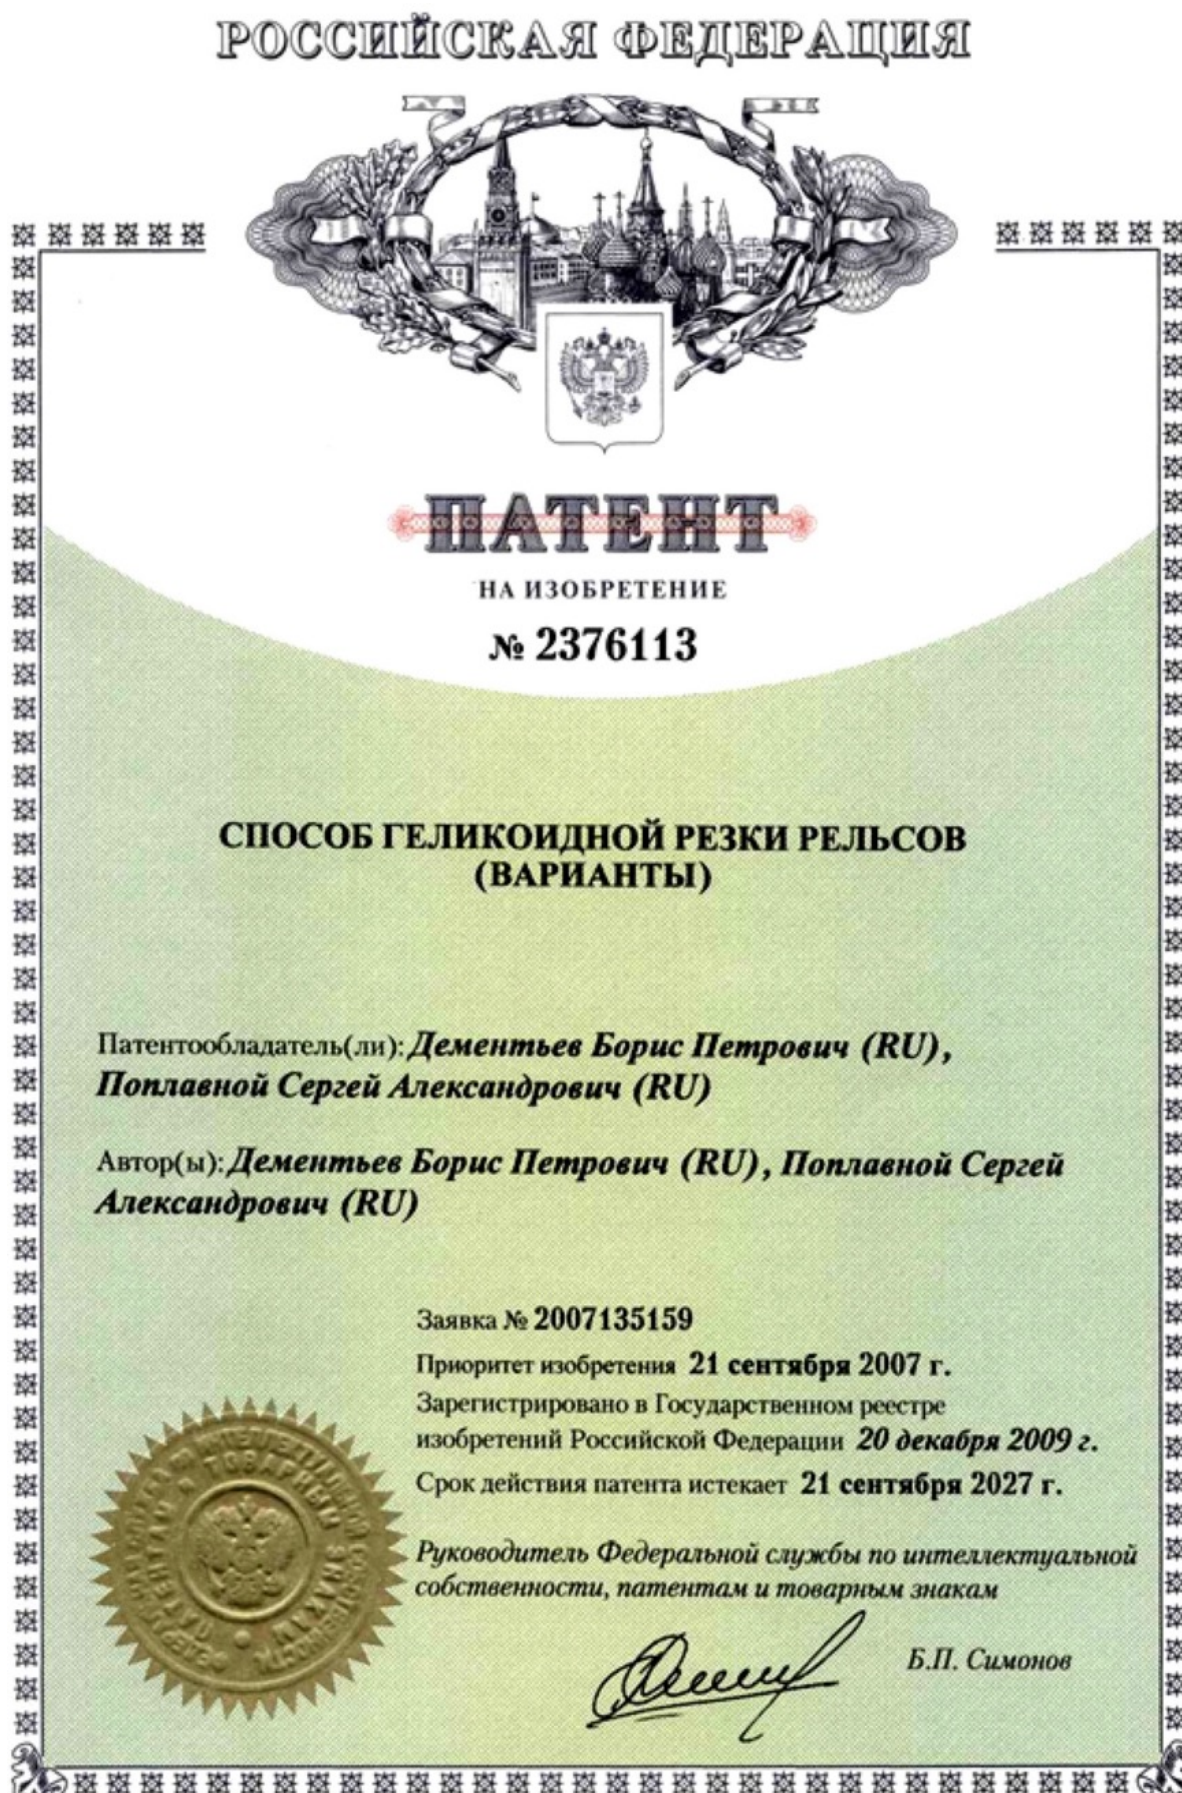 РОССИЙСКАЯ ФЕДЕРАЦИЯ
ПАТЕНТ
НА ИЗОБРЕТЕНИЕ
№ 2376113
СПОСОБ ГЕЛИКОИДНОЙ РЕЗКИ РЕЛЬСОВ
(ВАРИАНТЫ)
Патентообладатель(ли): Дементьев Борис Петрович (RU),
Поплавной Сергей Александрович (RU)
Автор(ы): Дементьев Борис Петрович (RU), Поплавной Сергей
Александрович (RU)
Заявка № 2007135159
Приоритет изобретения 21 сентября 2007 г.
Зарегистрировано в Государственном реестре
изобретений Российской Федерации 20 декабря 2009 г.
Срок действия патента истекает 21 сентября 2027 г.
Руководитель Федеральной службы по интеллектуальной
собственности, патентам и товарным знакам
Б.П. Симонов
ПАТЕНТАМ И ТОВАРНЫМ ЗНАКАМ